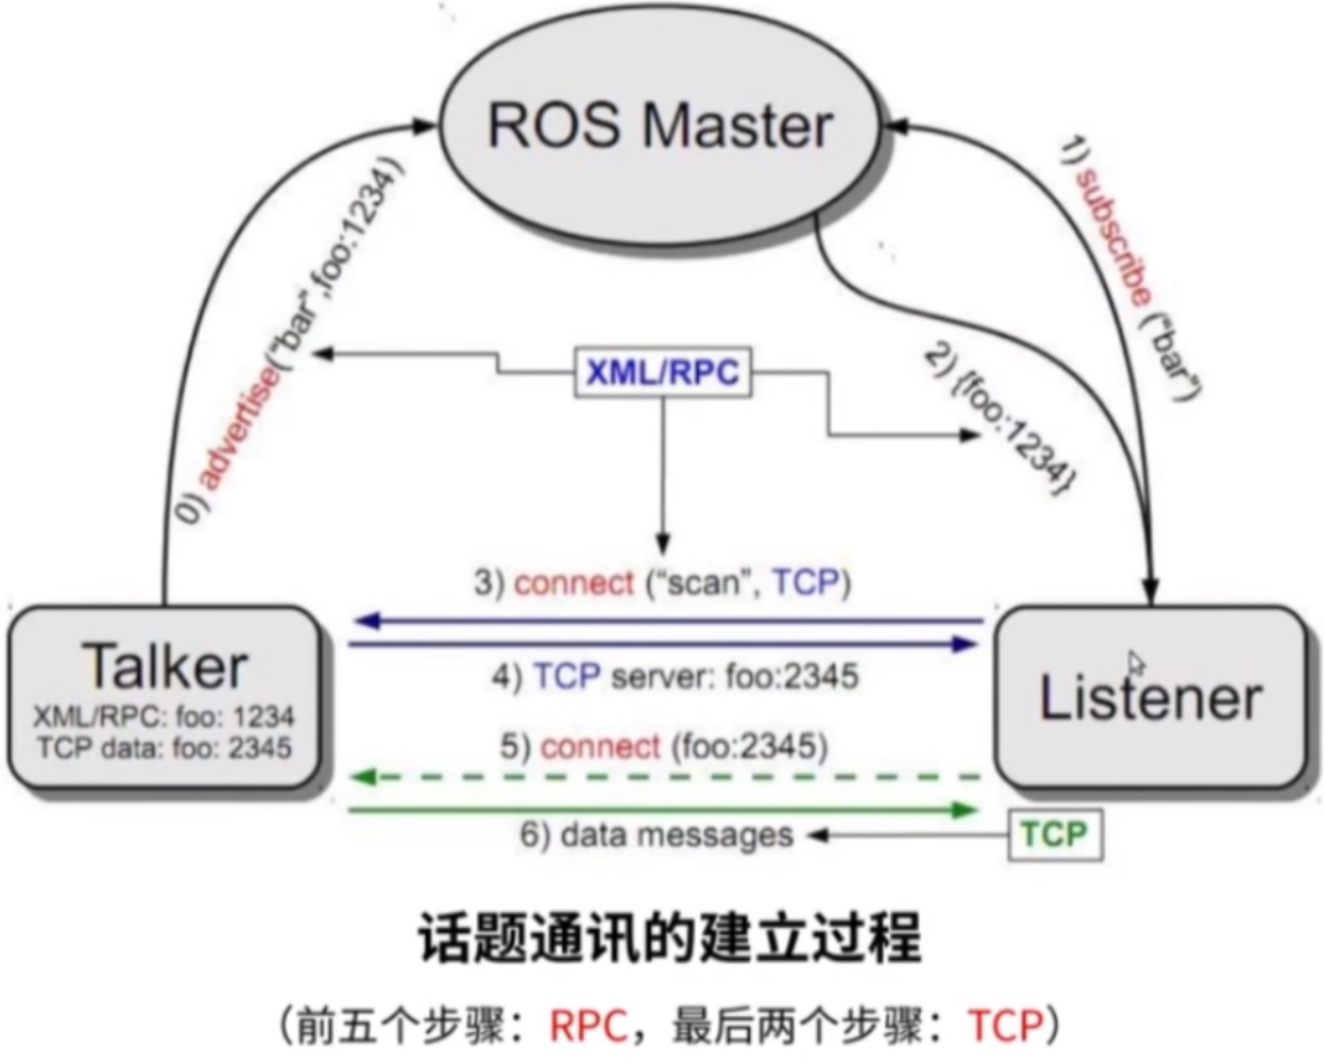 ROS Master
0) advertise("bar",foo:1234)
1) subscribe ("bar")
XML/RPC
2) {foo:1234}
3) connect ("scan", TCP)
Talker
XML/RPC: foo: 1234
TCP data: foo: 2345
4) TCP server: foo:2345
Listener
5) connect (foo:2345)
6) data messages
TCP
话题通讯的建立过程
（前五个步骤：RPC，最后两个步骤：TCP）